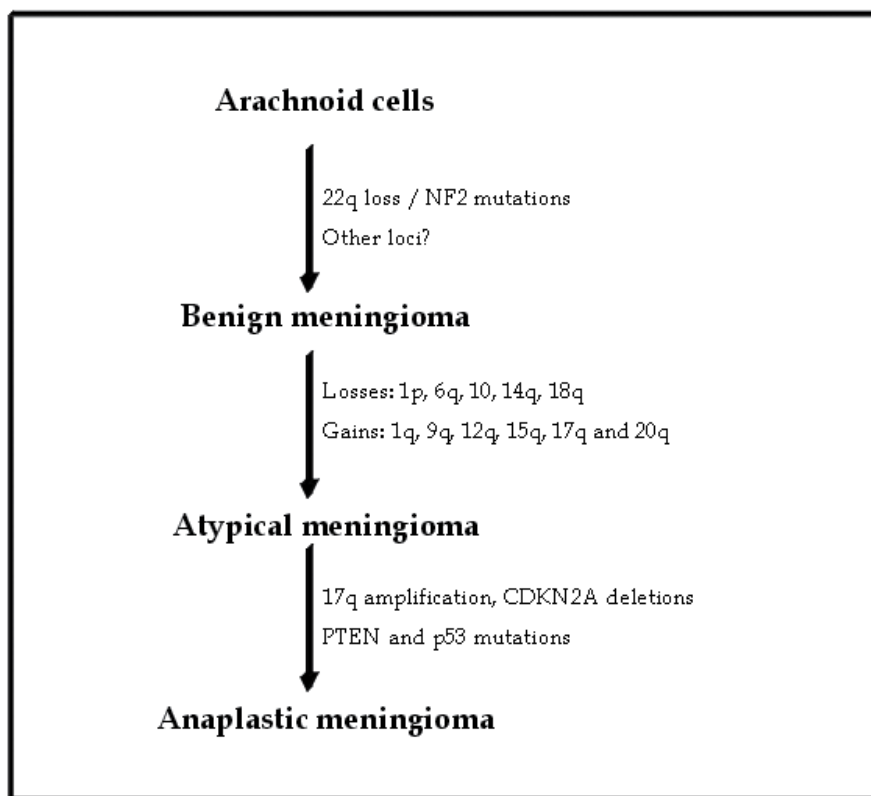 Arachnoid cells
22q loss / NF2 mutations
Other loci?
Benign meningioma
Losses: 1p, 6q, 10, 14q, 18q
Gains: 1q, 9q, 12q, 15q, 17q and 20q
Atypical meningioma
17q amplification, CDKN2A deletions
PTEN and p53 mutations
Anaplastic meningioma